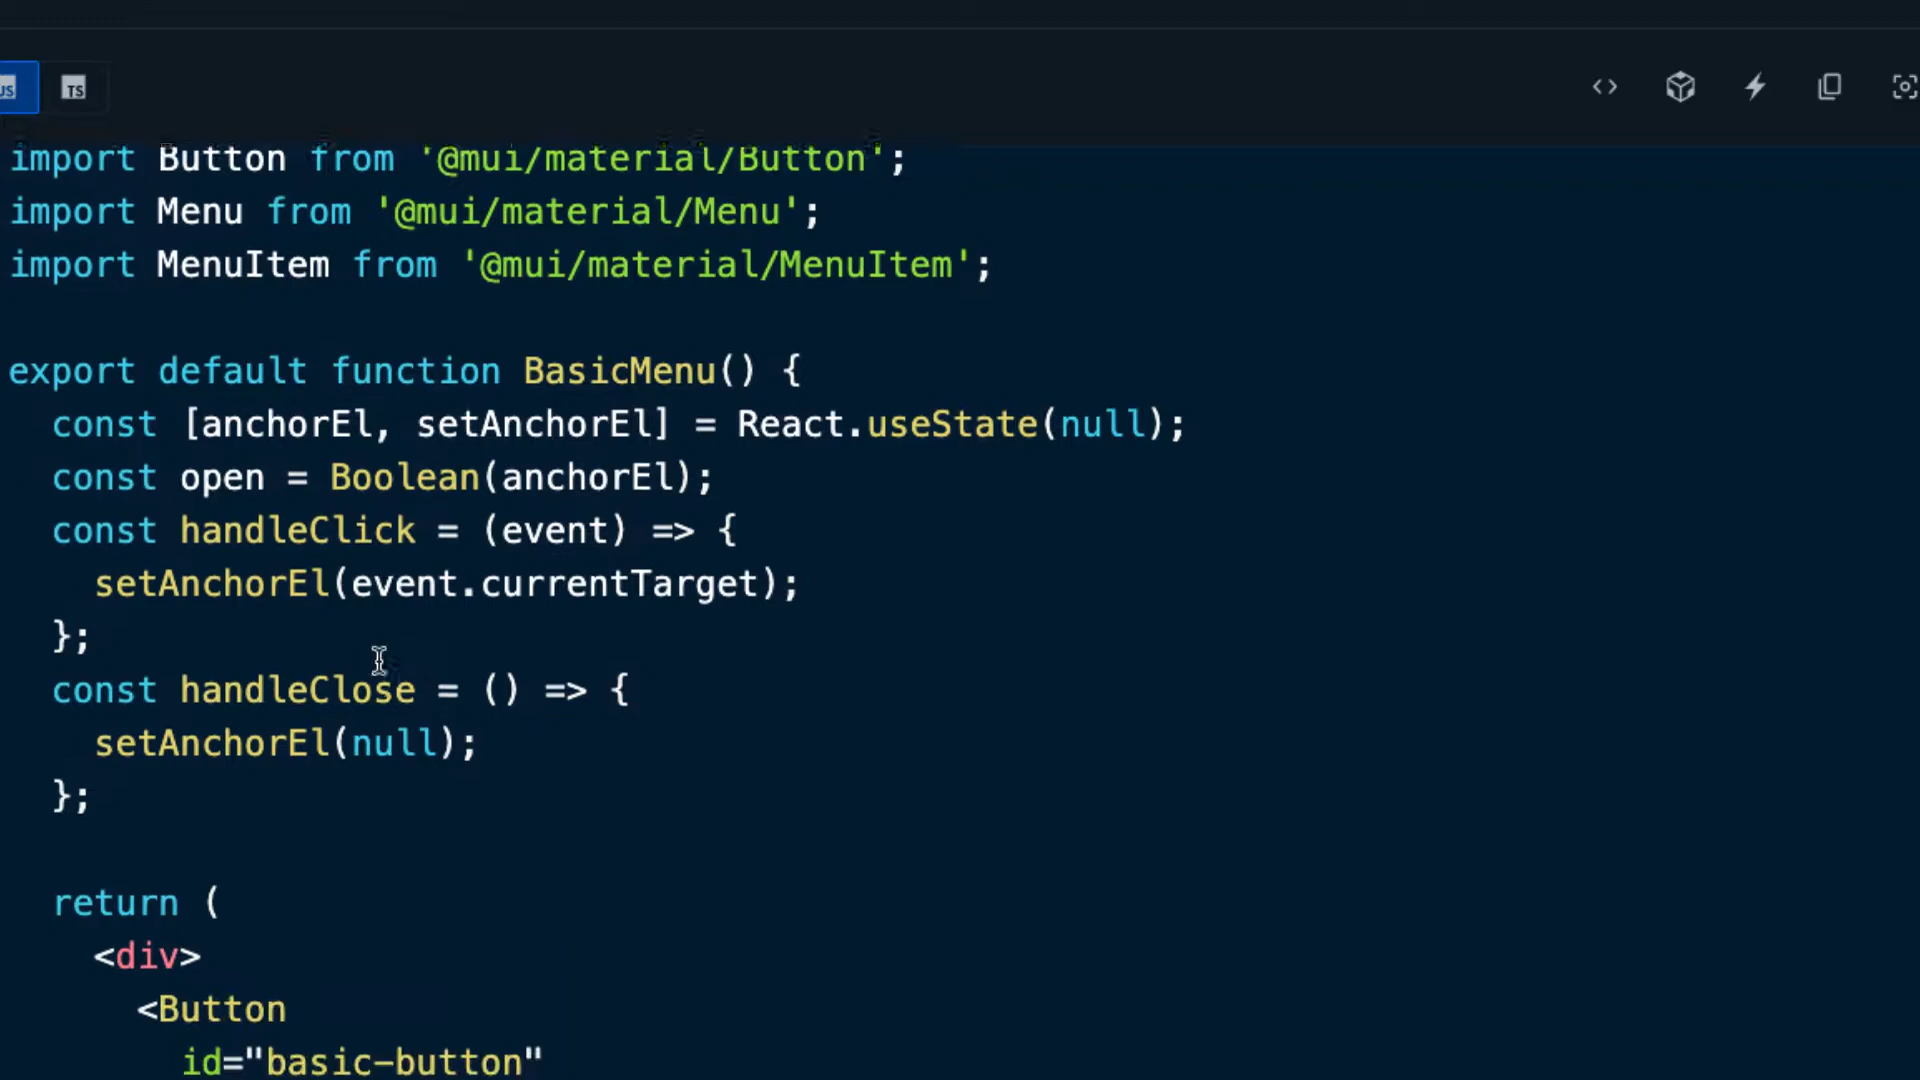 JS TS
import Button from '@mui/material/Button';
import Menu from '@mui/material/Menu';
import MenuItem from '@mui/material/MenuItem';
export default function BasicMenu() {
const [anchorEl, setAnchorEl] = React.useState(null);
const open = Boolean(anchorEl);
const handleClick = (event) => {
setAnchorEl(event.currentTarget);
};
const handleClose = () => {
setAnchorEl(null);
};
return (
<div>
<Button
id="basic-button"